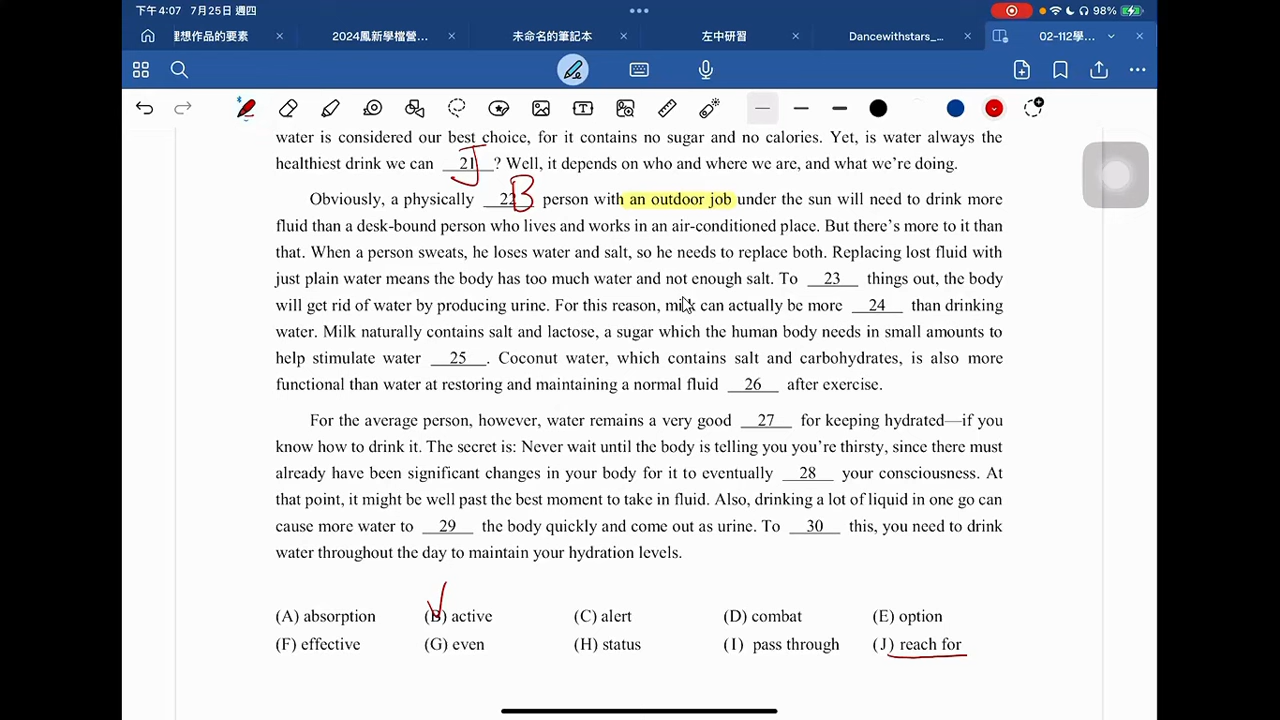 下午4:07 7月25日 週四
98%
理想作品的要素
2024鳳新學檔營...
未命名的筆記本
左中研習
Dancewithstars_...
02-112學...
water is considered our best choice, for it contains no sugar and no calories. Yet, is water always the
healthiest drink we can 21 J ? Well, it depends on who and where we are, and what we're doing.
Obviously, a physically 22 B person with an outdoor job under the sun will need to drink more
fluid than a desk-bound person who lives and works in an air-conditioned place. But there's more to it than
that. When a person sweats, he loses water and salt, so he needs to replace both. Replacing lost fluid with
just plain water means the body has too much water and not enough salt. To 23 things out, the body
will get rid of water by producing urine. For this reason, milk can actually be more 24 than drinking
water. Milk naturally contains salt and lactose, a sugar which the human body needs in small amounts to
help stimulate water 25 . Coconut water, which contains salt and carbohydrates, is also more
functional than water at restoring and maintaining a normal fluid 26 after exercise.
For the average person, however, water remains a very good 27 for keeping hydrated—if you
know how to drink it. The secret is: Never wait until the body is telling you you're thirsty, since there must
already have been significant changes in your body for it to eventually 28 your consciousness. At
that point, it might be well past the best moment to take in fluid. Also, drinking a lot of liquid in one go can
cause more water to 29 the body quickly and come out as urine. To 30 this, you need to drink
water throughout the day to maintain your hydration levels.
(A) absorption (B) active (C) alert (D) combat (E) option
(F) effective (G) even (H) status (I) pass through (J) reach for